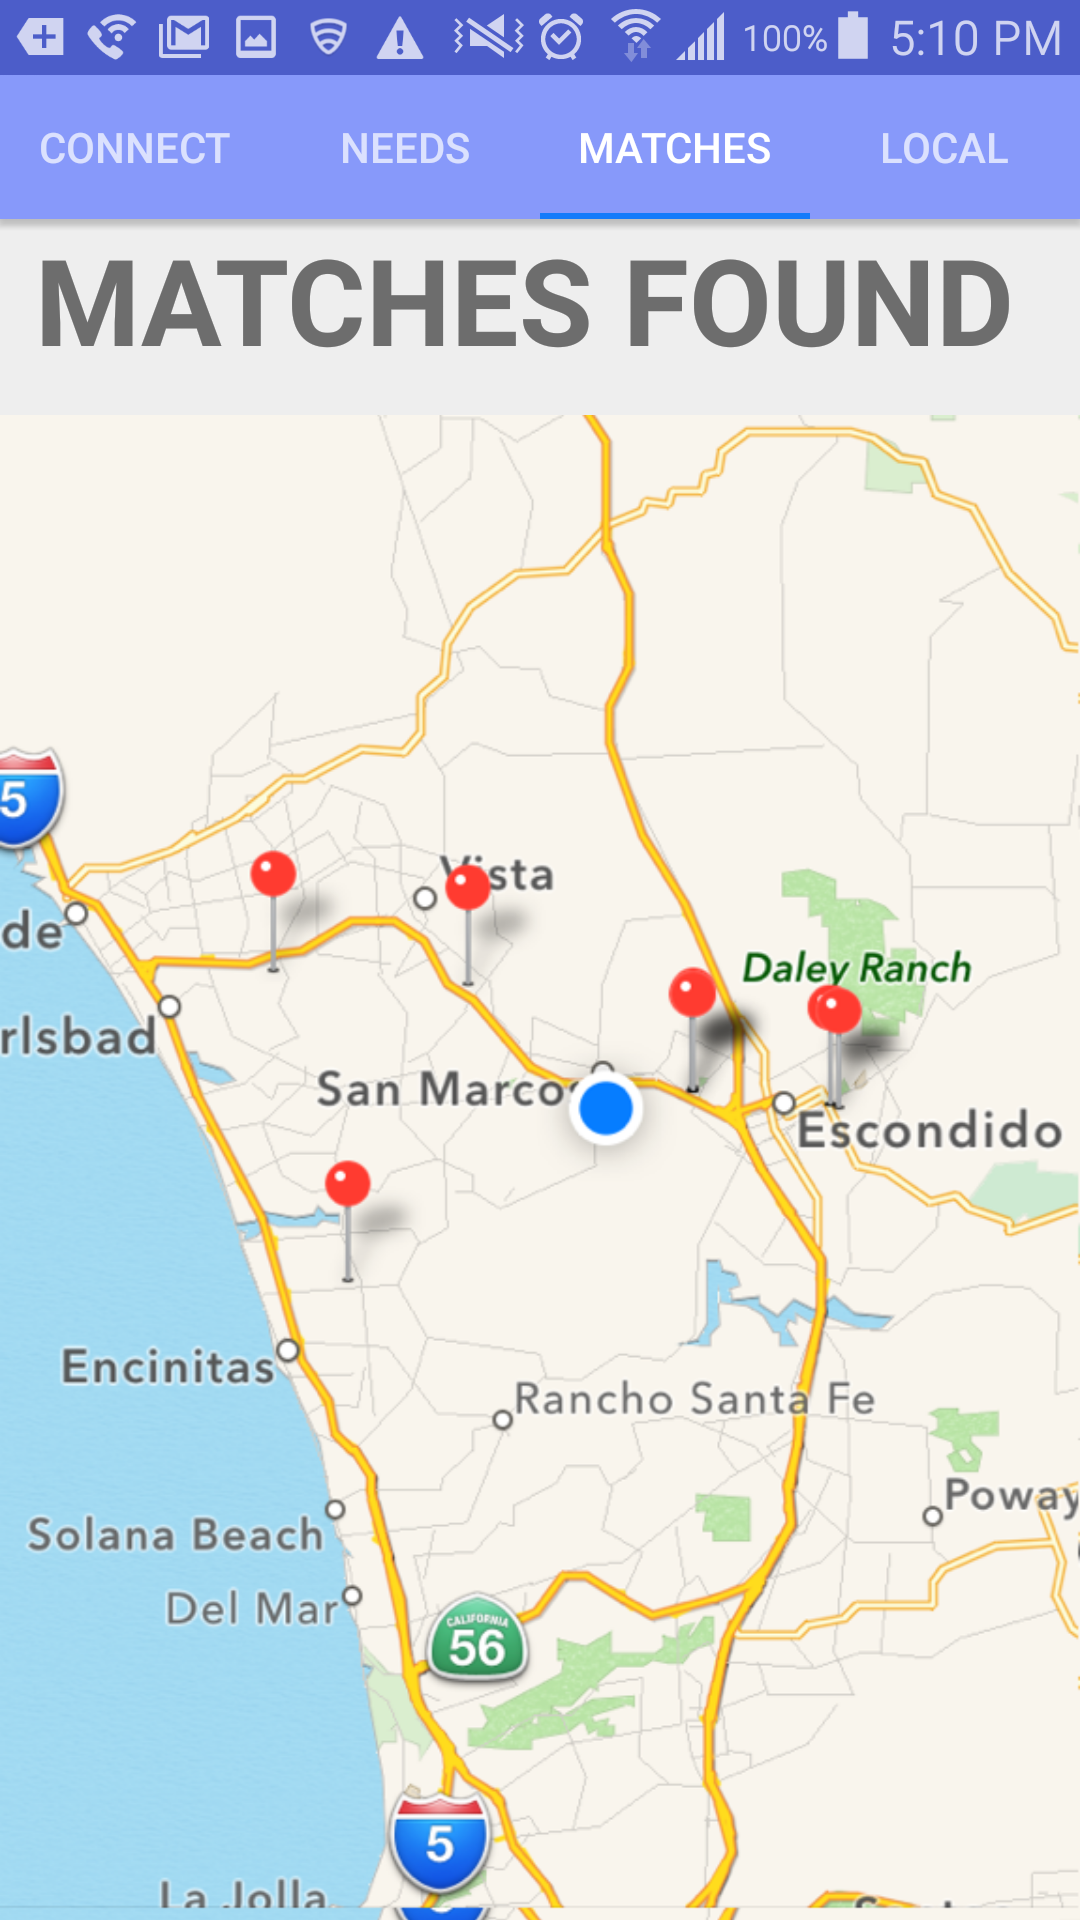 100% 5:10 PM
CONNECT NEEDS MATCHES LOCAL
MATCHES FOUND
5
Vista
de
Daley Ranch
rlsbad
San Marcos
Escondido
Encinitas
Rancho Santa Fe
Poway
Solana Beach
Del Mar
CALIFORNIA
56
5
La Jolla